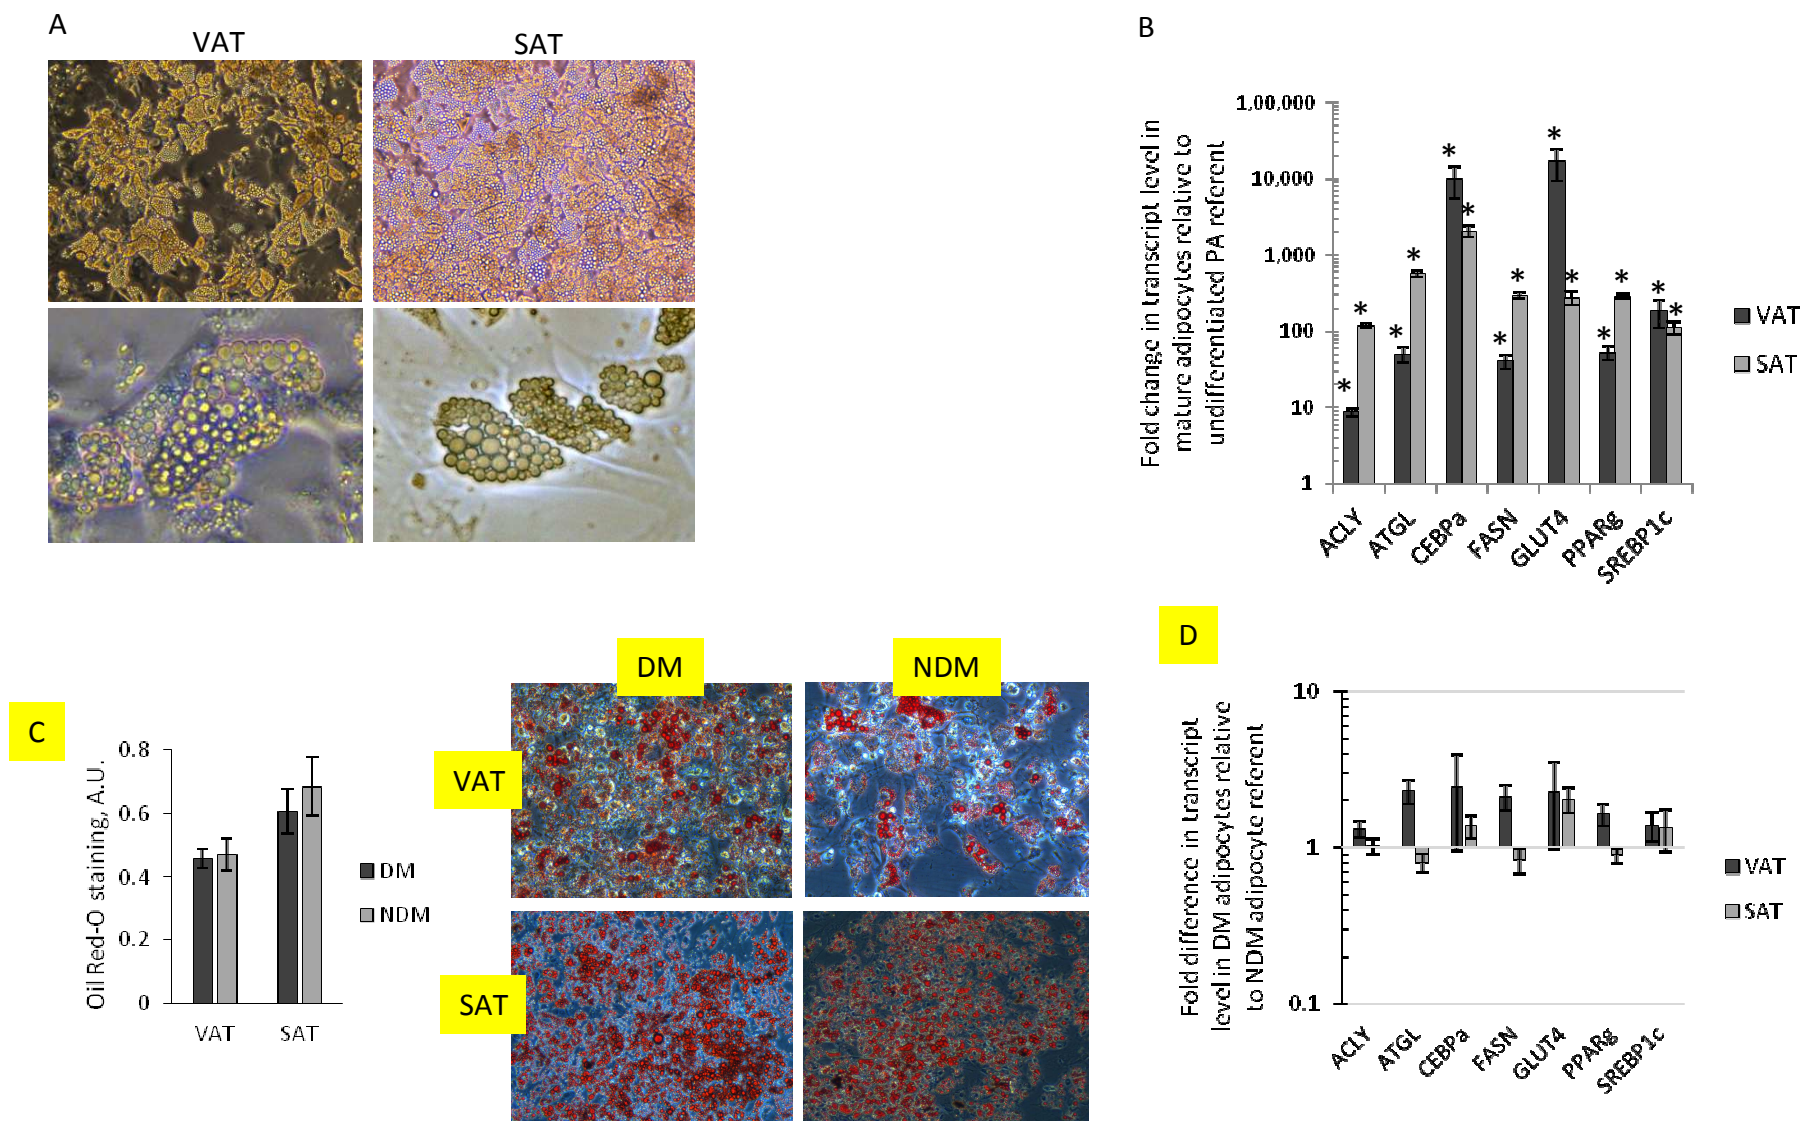 A
VAT
SAT
B
Fold change in transcript level in
mature adipocytes relative to
undifferentiated PA referent
1,00,000
10,000
1,000
100
10
1
* * * * * * * * * * * * * *
ACLY
ATGL
CEBPa
FASN
GLUT4
PPARg
SREBP1c
VAT
SAT
C
Oil Red-O staining, A.U.
0.8
0.6
0.4
0.2
0
VAT
SAT
DM
NDM
DM
NDM
VAT
SAT
D
Fold difference in transcript
level in DM adipocytes relative
to NDM adipocyte referent
10
1
0.1
ACLY
ATGL
CEBPa
FASN
GLUT4
PPARg
SREBP1c
VAT
SAT